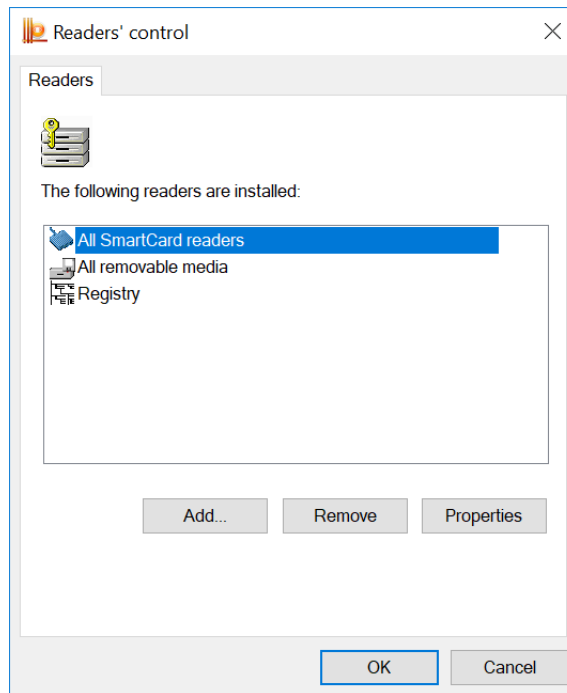 Readers' control
Readers
The following readers are installed:
All SmartCard readers
All removable media
Registry
Add... Remove Properties
OK Cancel